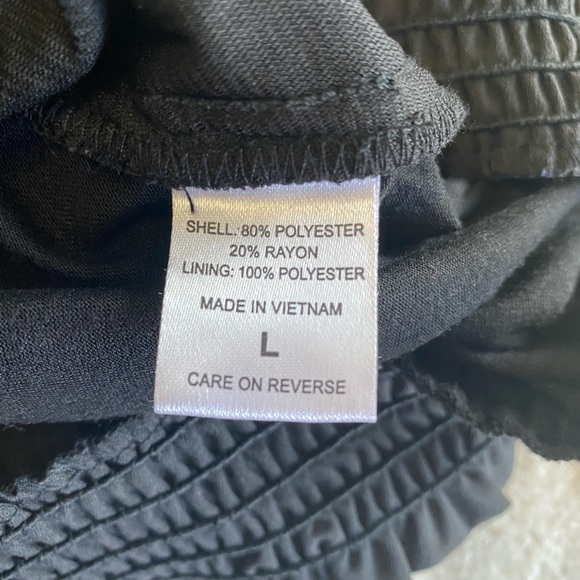 SHELL: 80% POLYESTER
20% RAYON
LINING: 100% POLYESTER
MADE IN VIETNAM
L
CARE ON REVERSE